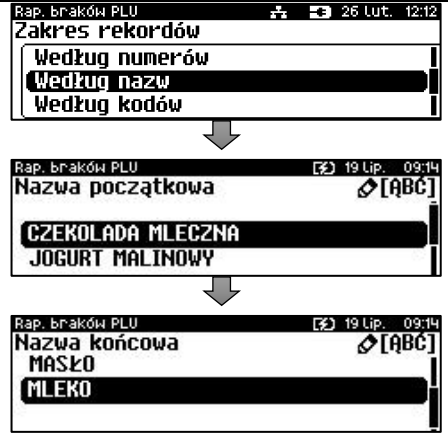 Rap. braków PLU 26 Lut. 12:12
Zakres rekordów
Według numerów
Według nazw
Według kodów
Rap. braków PLU 19 Lip. 09:14
Nazwa początkowa [ĄBĆ]
CZEKOLADA MLECZNA
JOGURT MALINOWY
Rap. braków PLU 19 Lip. 09:14
Nazwa końcowa [ĄBĆ]
MASŁO
MLEKO